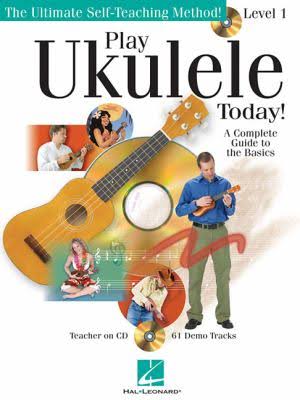 The Ultimate Self-Teaching Method!
Level 1
Play
Ukulele
Today!
A Complete
Guide to
the Basics
Teacher on CD
61 Demo Tracks
HAL•LEONARD®